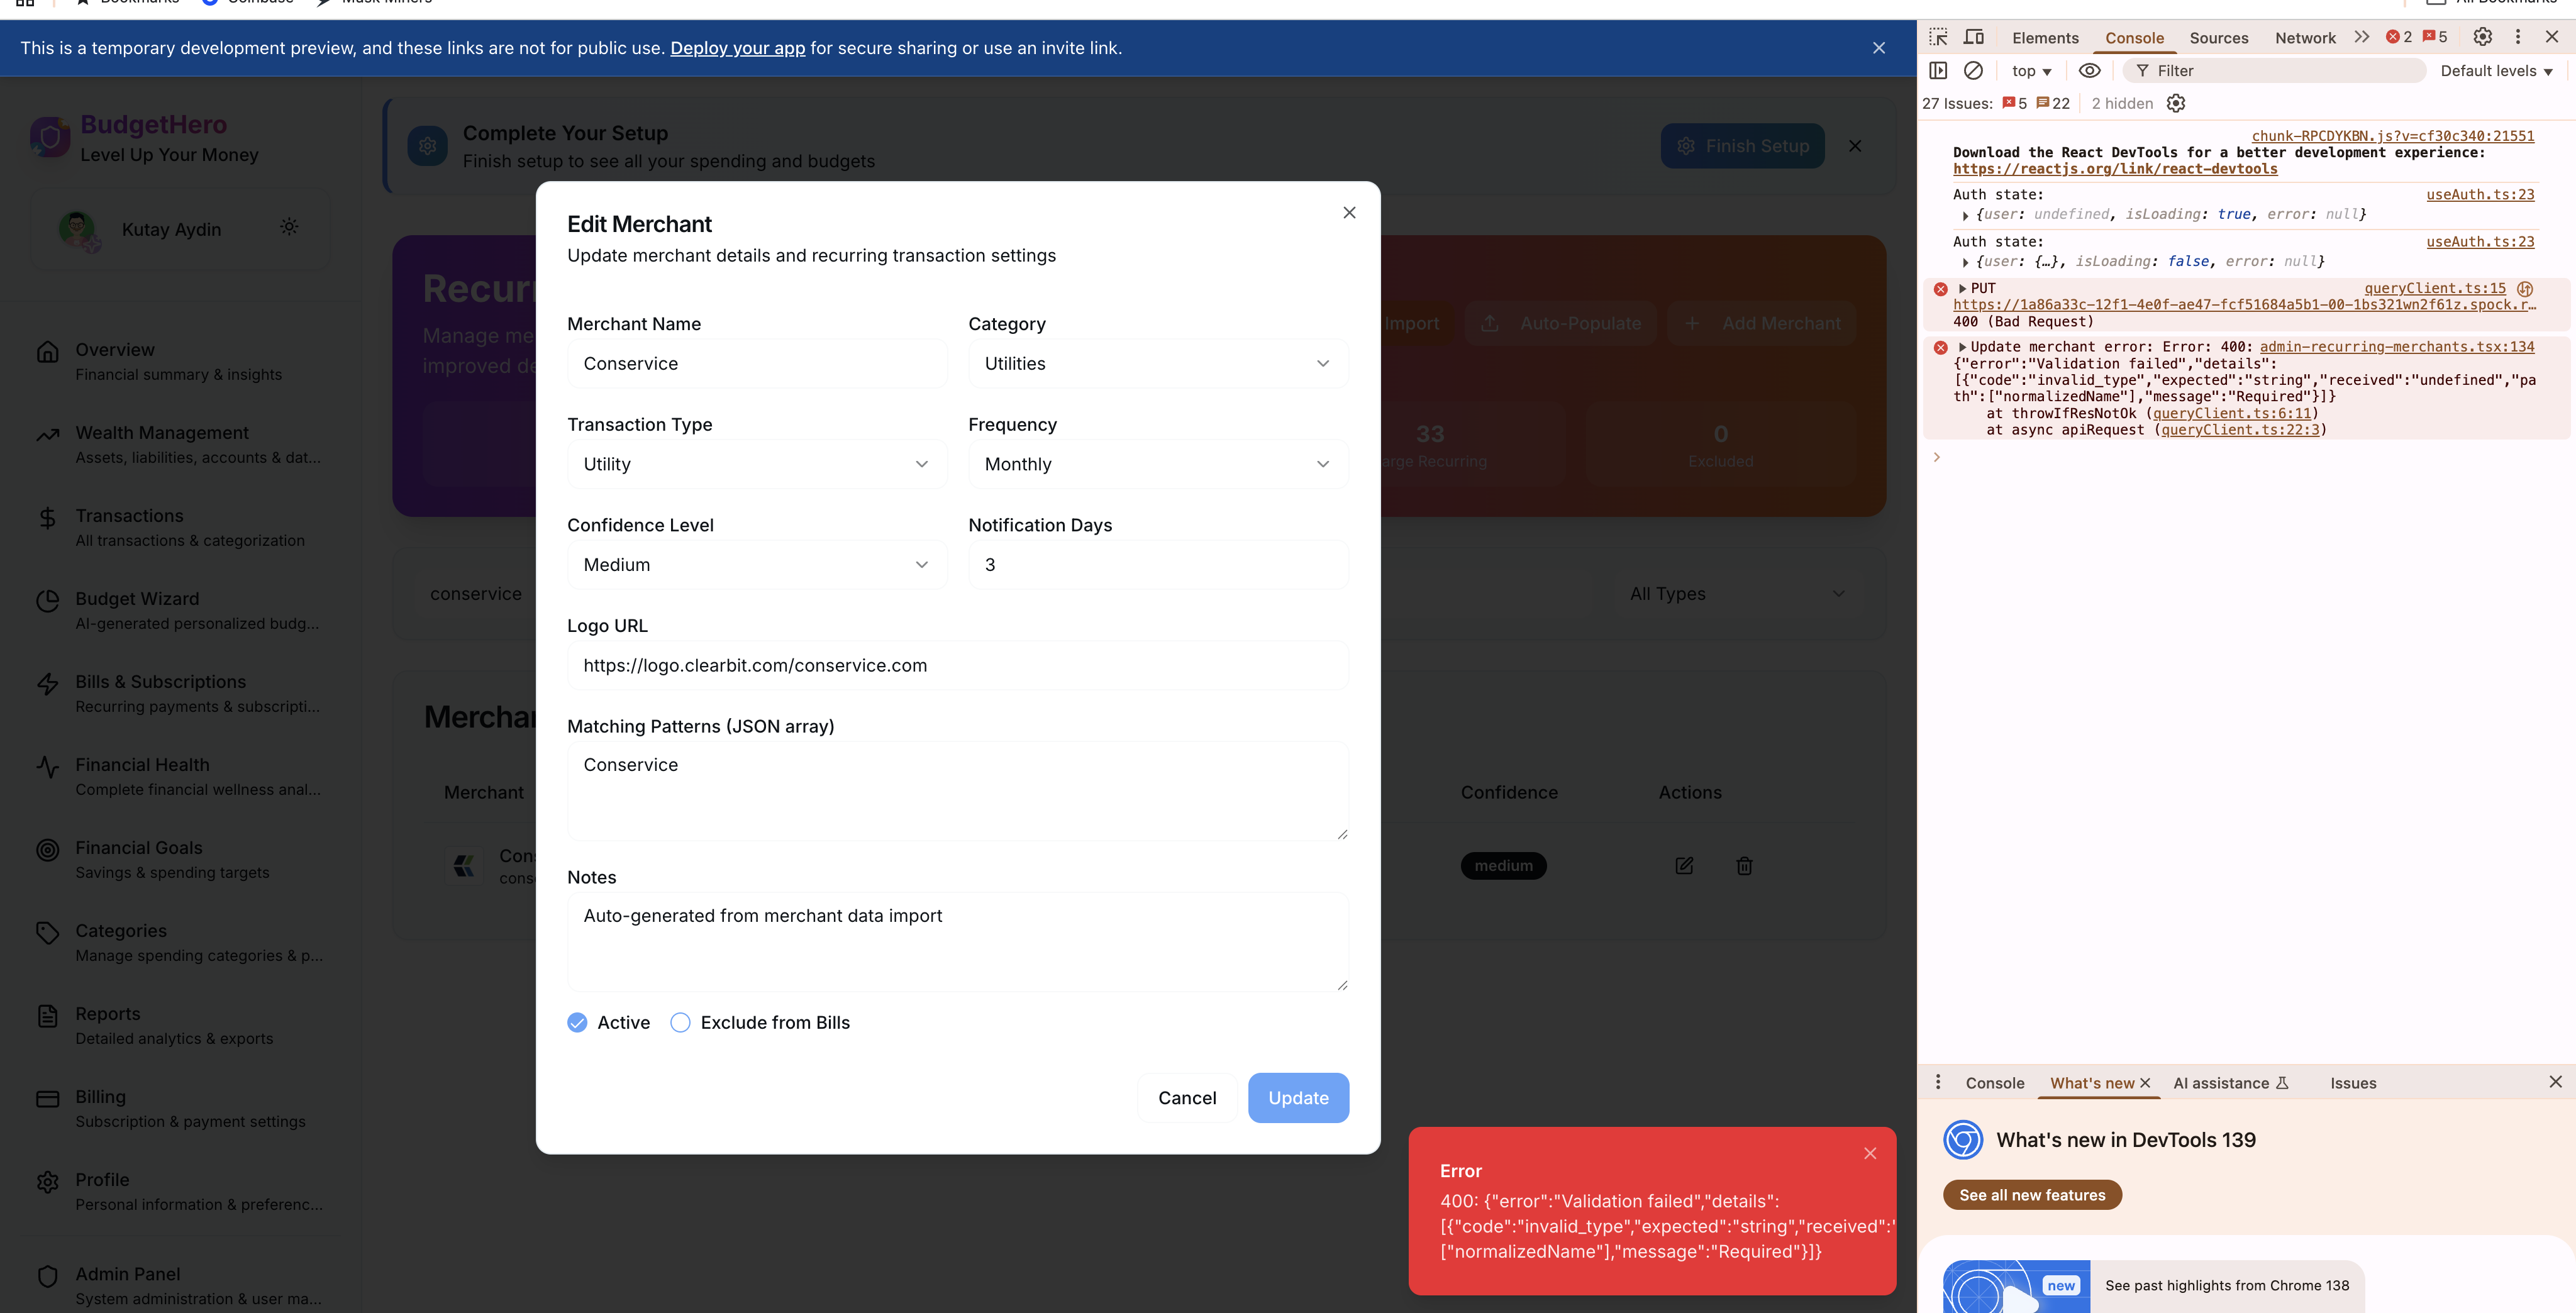 This is a temporary development preview, and these links are not for public use. Deploy your app for secure sharing or use an invite link.
BudgetHero
Level Up Your Money
Kutay Aydin
Overview
Financial summary & insights
Wealth Management
Assets, liabilities, accounts & dat...
Transactions
All transactions & categorization
Budget Wizard
AI-generated personalized budg...
Bills & Subscriptions
Recurring payments & subscripti...
Financial Health
Complete financial wellness anal...
Financial Goals
Savings & spending targets
Categories
Manage spending categories & p...
Reports
Detailed analytics & exports
Billing
Subscription & payment settings
Profile
Personal information & preferenc...
Admin Panel
System administration & user ma...
Complete Your Setup
Finish setup to see all your spending and budgets
Finish Setup
Recurr
Manage me
improved de
Import
Auto-Populate
Add Merchant
33
arge Recurring
0
Excluded
conservice
All Types
Merchan
Merchant
Confidence
Actions
Con
cons
medium
Edit Merchant
Update merchant details and recurring transaction settings
Merchant Name
Category
Conservice
Utilities
Transaction Type
Frequency
Utility
Monthly
Confidence Level
Notification Days
Medium
3
Logo URL
https://logo.clearbit.com/conservice.com
Matching Patterns (JSON array)
Conservice
Notes
Auto-generated from merchant data import
Active
Exclude from Bills
Cancel
Update
Error
400: {"error":"Validation failed","details":
[{"code":"invalid_type","expected":"string","received":"
["normalizedName"],"message":"Required"}]}
Elements
Console
Sources
Network
2
5
top
Filter
Default levels
27 Issues:
5
22
2 hidden
chunk-RPCDYKBN.js?v=cf30c340:21551
Download the React DevTools for a better development experience:
https://reactjs.org/link/react-devtools
Auth state: useAuth.ts:23
{user: undefined, isLoading: true, error: null}
Auth state: useAuth.ts:23
{user: {…}, isLoading: false, error: null}
PUT queryClient.ts:15
https://1a86a33c-12f1-4e0f-ae47-fcf51684a5b1-00-1bs321wn2f61z.spock.r…
400 (Bad Request)
Update merchant error: Error: 400: admin-recurring-merchants.tsx:134
{"error":"Validation failed","details":
[{"code":"invalid_type","expected":"string","received":"undefined","pa
th":["normalizedName"],"message":"Required"}]}
at throwIfResNotOk (queryClient.ts:6:11)
at async apiRequest (queryClient.ts:22:3)
Console
What's new
AI assistance
Issues
What's new in DevTools 139
See all new features
new
See past highlights from Chrome 138